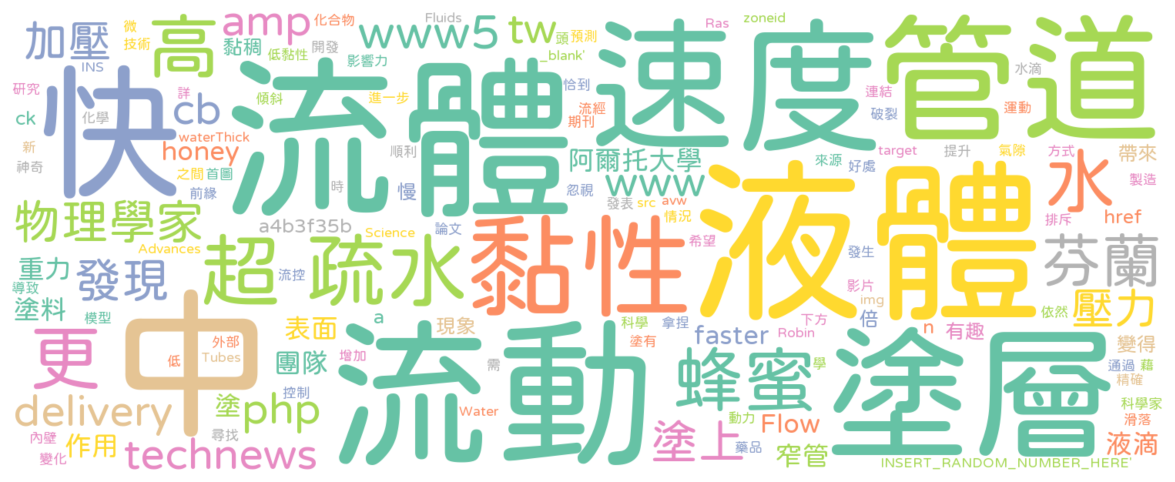 加壓
INS
高
微
技術
黏稠
amp
化合物
低黏性
開發
影響力
www5
Fluids
tw
頭
預測
_blank'
Ras
zoneid
速度
管道
水滴
快
流體
研究
詳
ck
化學
cb
傾斜
進一步
恰到
流經
期刊
連結
破裂
運動
新
神奇
waterThick
honey
之間
首圖
前緣
順利
慢
時
阿爾托大學
www
忽視
發表
src
avw
情況
來源
好處
target
提升
氣隙
水
方式
帶來
製造
href
排斥
物理學家
a4b3f35b
Advances
Science
論文
超
疏水
流控
黏性
希望
液體
發生
影片
img
芬蘭
重力
導致
塗料
模型
發現
更
中
外部
低
Tubes
表面
a
現象
團隊
增加
流動
需
科學
拿捏
塗有
faster
Robin
下方
倍
n
有趣
依然
壓力
變得
通過
藉
精確
科學家
滑落
蜂蜜
學
塗層
delivery
控制
塗
php
尋找
內壁
變化
作用
technews
Water
動力
Flow
塗上
藥品
窄管
液滴
INSERT_RANDOM_NUMBER_HERE'